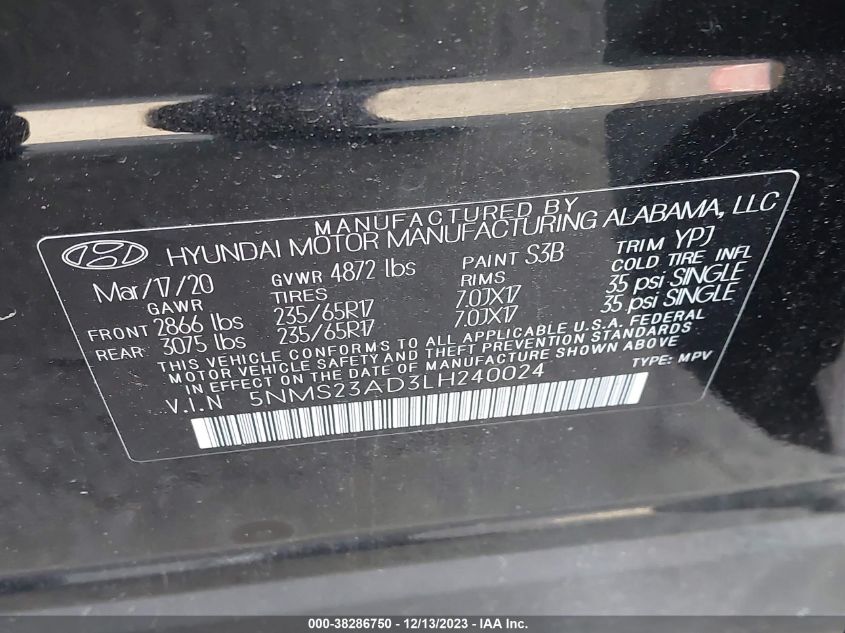 MANUFACTURED BY
HYUNDAI MOTOR MANUFACTURING ALABAMA, LLC
Mar/17/20 GVWR 4872 lbs PAINT S3B TRIM YPJ
GAWR TIRES RIMS COLD TIRE INFL
FRONT 2866 lbs 235/65R17 7.0JX17 35 psi SINGLE
REAR 3075 lbs 235/65R17 7.0JX17 35 psi SINGLE
THIS VEHICLE CONFORMS TO ALL APPLICABLE U.S.A. FEDERAL
MOTOR VEHICLE SAFETY AND THEFT PREVENTION STANDARDS
IN EFFECT ON THE DATE OF MANUFACTURE SHOWN ABOVE
V.I.N 5NMS23AD3LH240024 TYPE: MPV
000-38286750 - 12/13/2023 - IAA Inc.